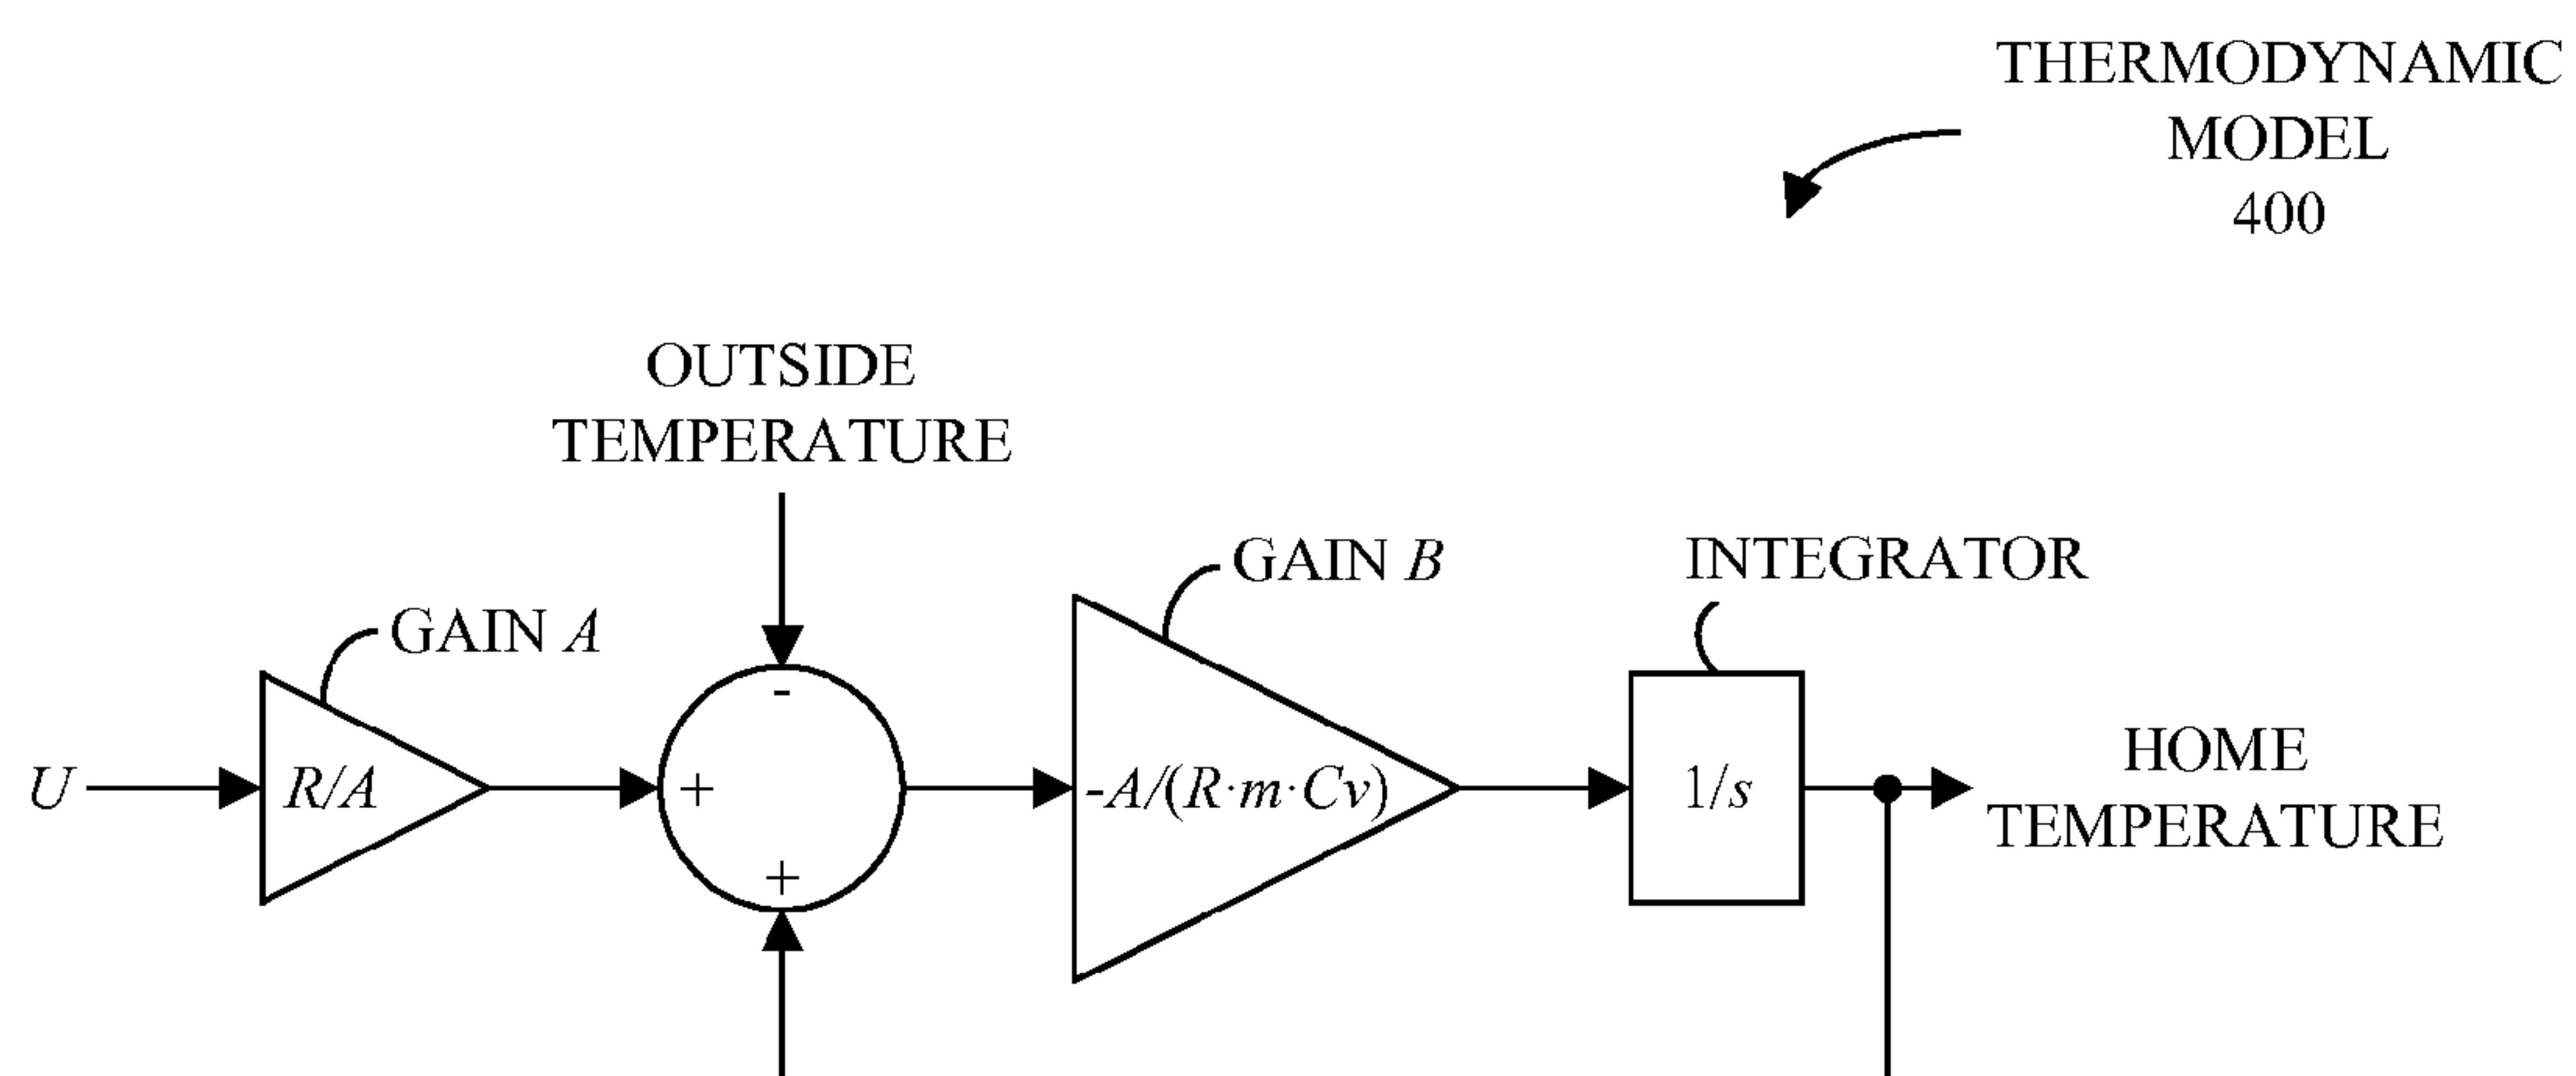 THERMODYNAMIC
MODEL
400
OUTSIDE
TEMPERATURE
GAIN B
INTEGRATOR
GAIN A
-
U
R/A
+
-A/(R·m·Cv)
1/s
HOME
TEMPERATURE
+